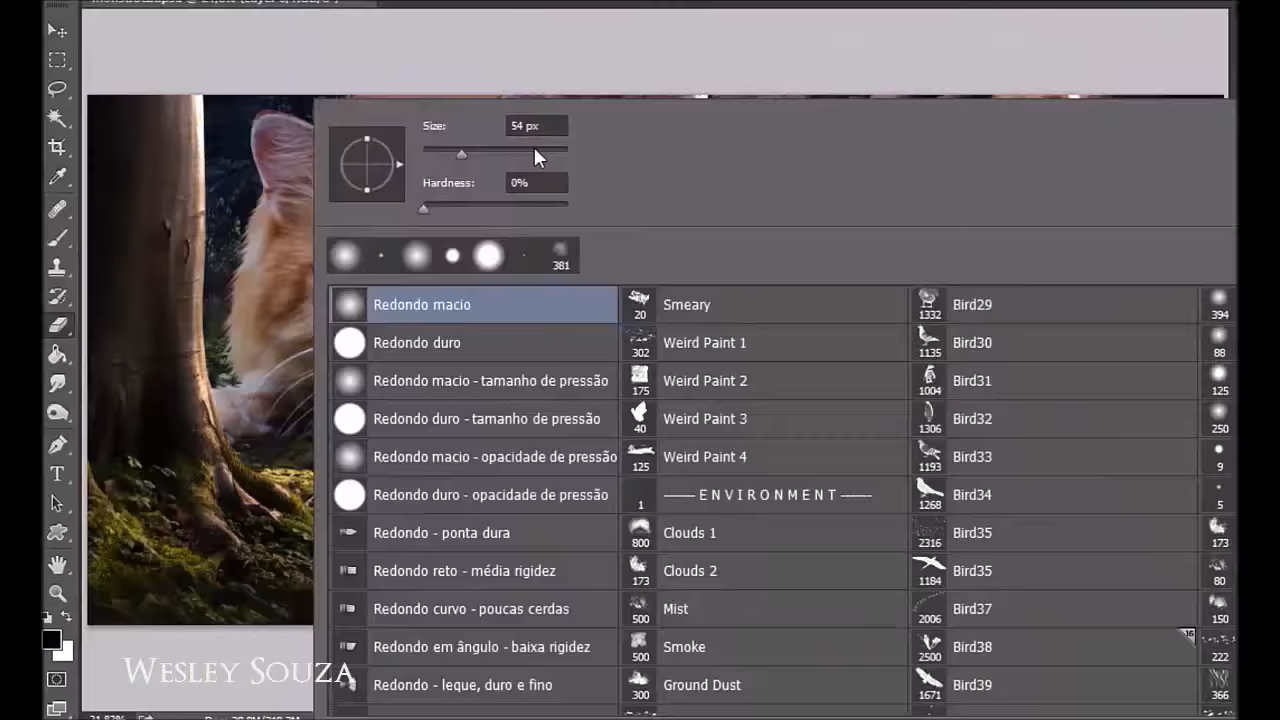 Size:
54 px
Hardness:
0%
381
Redondo macio
Redondo duro
Redondo macio - tamanho de pressão
Redondo duro - tamanho de pressão
Redondo macio - opacidade de pressão
Redondo duro - opacidade de pressão
Redondo - ponta dura
Redondo reto - média rigidez
Redondo curvo - poucas cerdas
Redondo em ângulo - baixa rigidez
Redondo - leque, duro e fino
20 Smeary
302 Weird Paint 1
175 Weird Paint 2
40 Weird Paint 3
125 Weird Paint 4
1 —— E N V I R O N M E N T ——
800 Clouds 1
173 Clouds 2
500 Mist
500 Smoke
300 Ground Dust
1332 Bird29
1135 Bird30
1004 Bird31
1306 Bird32
1193 Bird33
1268 Bird34
2316 Bird35
1184 Bird35
2006 Bird37
2500 Bird38
1671 Bird39
394
88
125
250
9
5
173
80
150
222
366
T
Wesley Souza